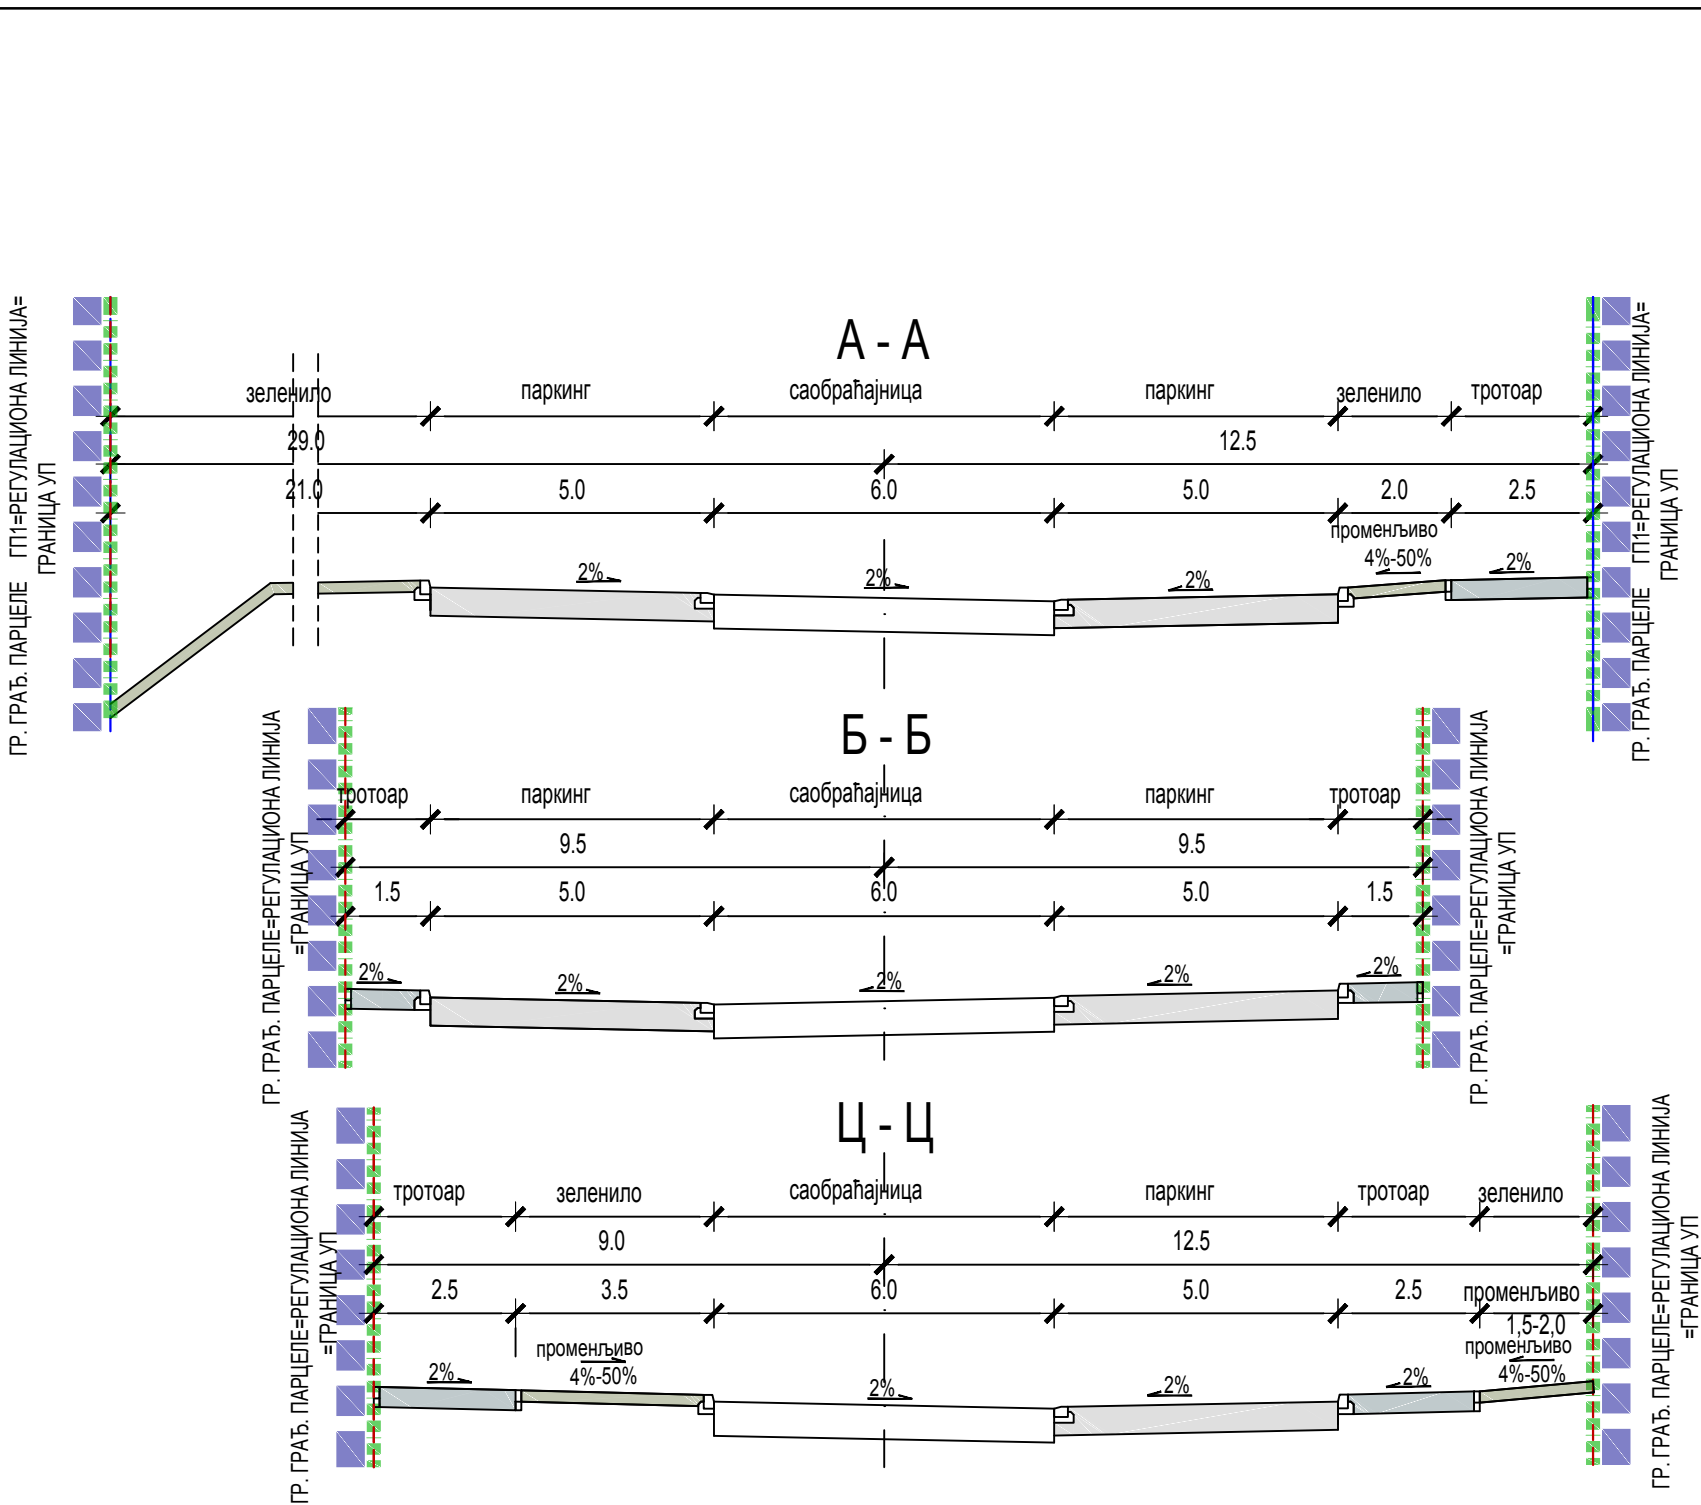 ГР. ГРАЂ. ПАРЦЕЛЕ ГП1=РЕГУЛАЦИОНА ЛИНИЈА=
ГРАНИЦА УП
А - А
зеленило паркинг саобраћајница паркинг зеленило тротоар
29.0 12.5
21.0 5.0 6.0 5.0 2.0 2.5
променљиво
4%-50%
2% 2% 2% 2%
ГР. ГРАЂ. ПАРЦЕЛЕ ГП1=РЕГУЛАЦИОНА ЛИНИЈА=
ГРАНИЦА УП
ГР. ГРАЂ. ПАРЦЕЛЕ=РЕГУЛАЦИОНА ЛИНИЈА
=ГРАНИЦА УП
Б - Б
тротоар паркинг саобраћајница паркинг тротоар
9.5 9.5
1.5 5.0 6.0 5.0 1.5
2% 2% 2% 2% 2%
ГР. ГРАЂ. ПАРЦЕЛЕ=РЕГУЛАЦИОНА ЛИНИЈА
=ГРАНИЦА УП
ГР. ГРАЂ. ПАРЦЕЛЕ=РЕГУЛАЦИОНА ЛИНИЈА
=ГРАНИЦА УП
Ц - Ц
тротоар зеленило саобраћајница паркинг тротоар зеленило
9.0 12.5
2.5 3.5 6.0 5.0 2.5 променљиво
1,5-2,0
променљиво променљиво
2% 4%-50% 2% 2% 2% 4%-50%
ГР. ГРАЂ. ПАРЦЕЛЕ=РЕГУЛАЦИОНА ЛИНИЈА
=ГРАНИЦА УП